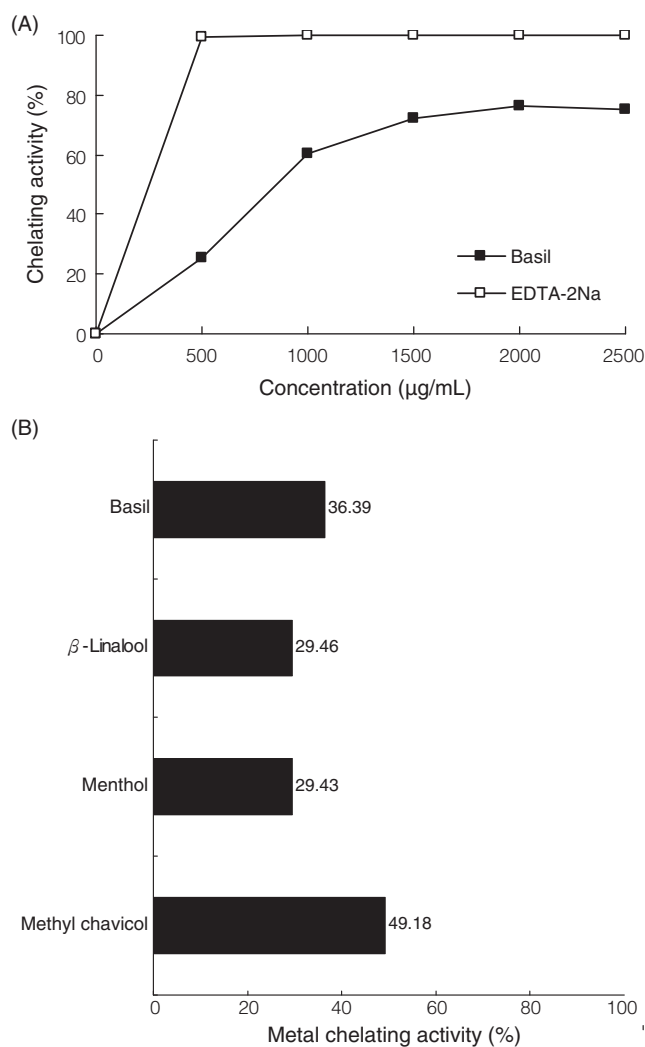 (A)
100
80
60
40
20
0
Chelating activity (%)
Basil
EDTA-2Na
0 500 1000 1500 2000 2500
Concentration (μg/mL)
(B)
Basil 36.39
β-Linalool 29.46
Menthol 29.43
Methyl chavicol 49.18
0 20 40 60 80 100
Metal chelating activity (%)